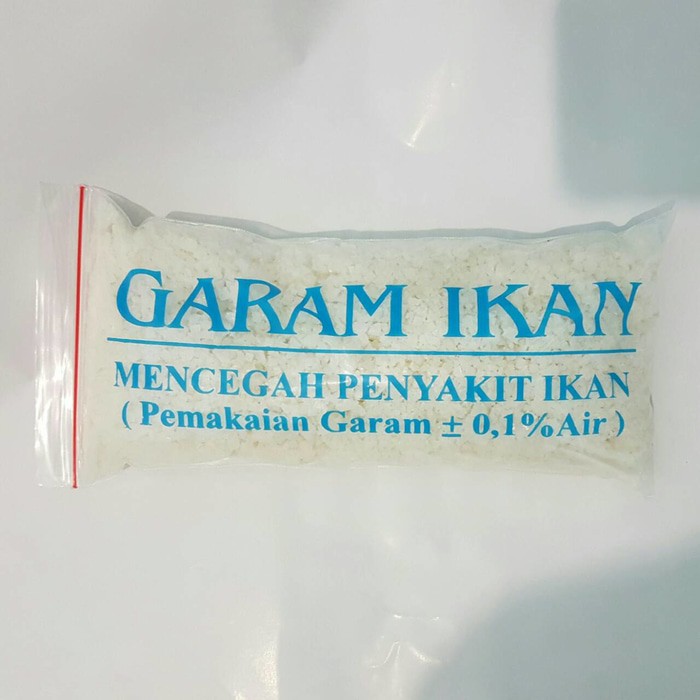 GARAM IKAN
MENCEGAH PENYAKIT IKAN
( Pemakaian Garam ± 0,1% Air )